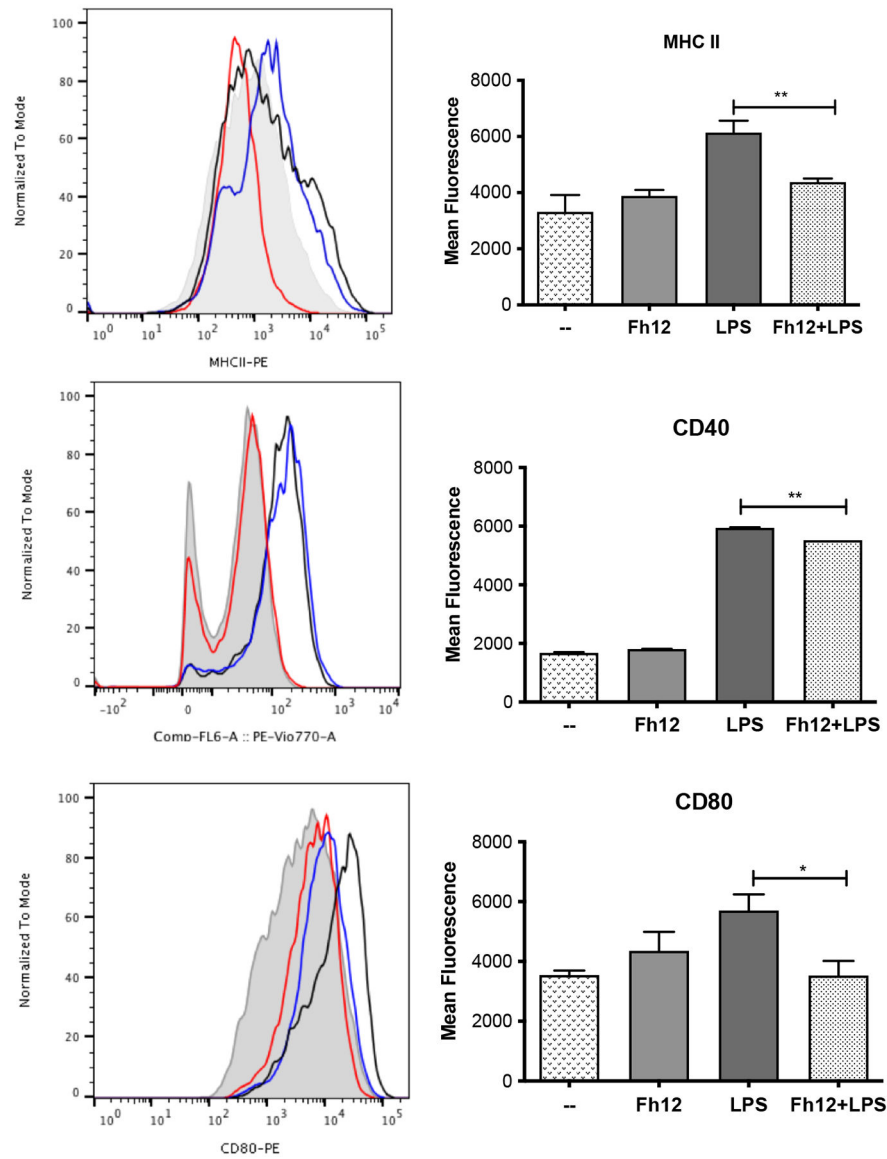 Normalized To Mode
100
80
60
40
20
0
10^0 10^1 10^2 10^3 10^4 10^5
MHCII-PE
MHC II
Mean Fluorescence
8000
6000
4000
2000
0
**
-- Fh12 LPS Fh12+LPS
Normalized To Mode
100
80
60
40
20
0
-10^2 0 10^2 10^3 10^4
Comp-FL6-A :: PE-Vio770-A
CD40
Mean Fluorescence
8000
6000
4000
2000
0
**
-- Fh12 LPS Fh12+LPS
Normalized To Mode
100
80
60
40
20
0
10^0 10^1 10^2 10^3 10^4 10^5
CD80-PE
CD80
Mean Fluorescence
8000
6000
4000
2000
0
*
-- Fh12 LPS Fh12+LPS